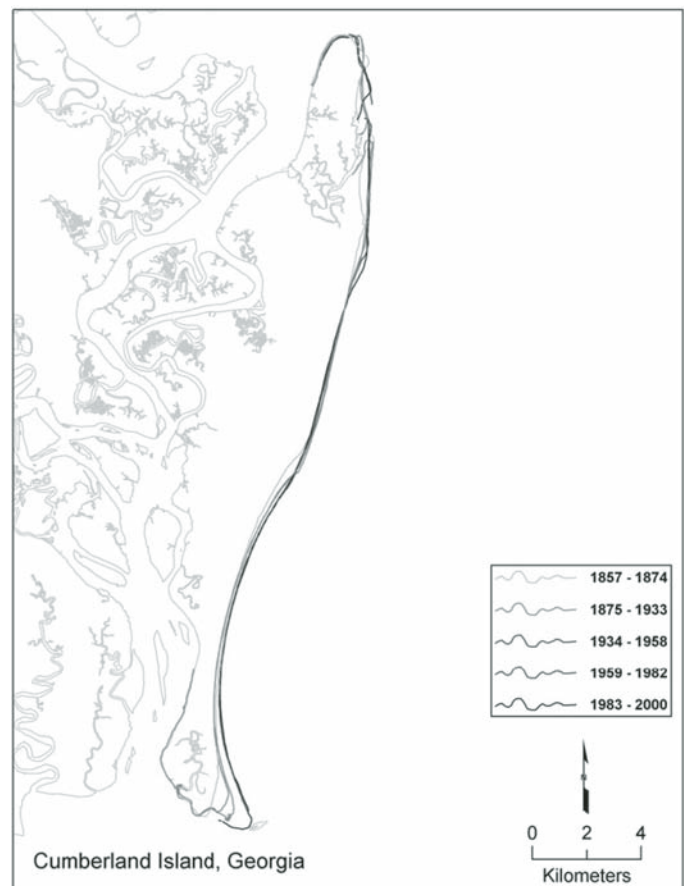 1857 - 1874
1875 - 1933
1934 - 1958
1959 - 1982
1983 - 2000
N
0 2 4
Kilometers
Cumberland Island, Georgia